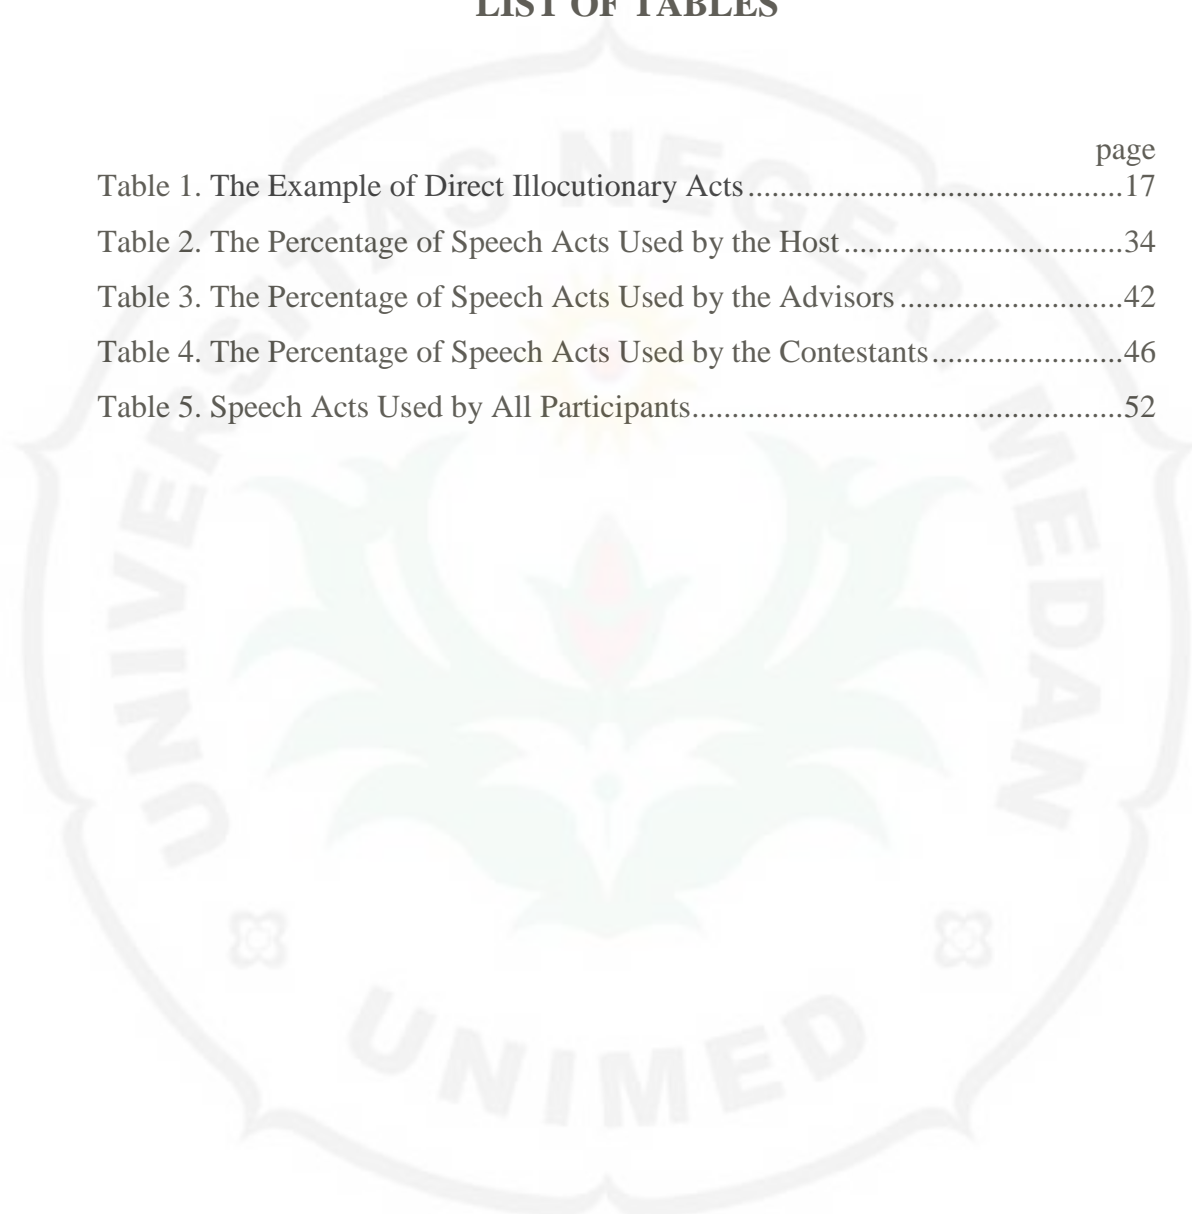 LIST OF TABLES
page
Table 1. The Example of Direct Illocutionary Acts...............................................17
Table 2. The Percentage of Speech Acts Used by the Host...................................34
Table 3. The Percentage of Speech Acts Used by the Advisors............................42
Table 4. The Percentage of Speech Acts Used by the Contestants........................46
Table 5. Speech Acts Used by All Participants......................................................52
UNIVERSITAS NEGERI MEDAN
UNIMED